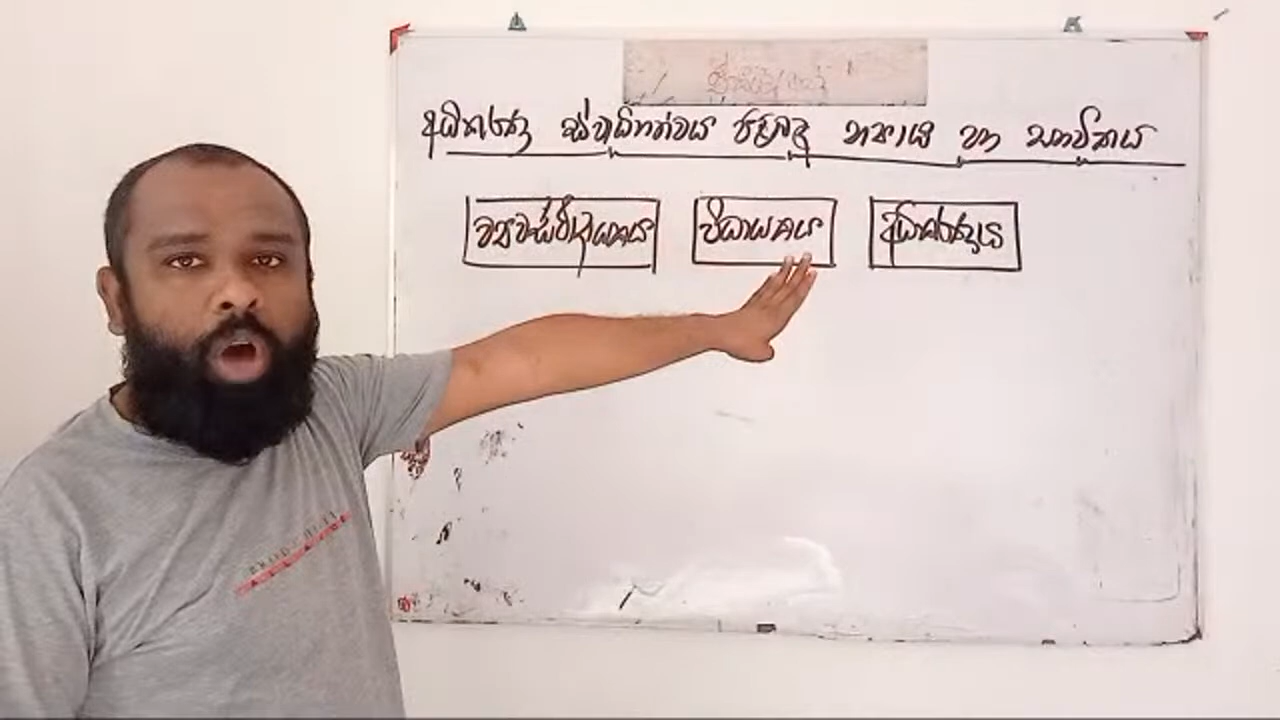 අධිකරණ ස්වාධිනත්වය පිළිබඳ න්‍යාය හා භාවිතය
ව්‍යවස්ථාදායකය විධායකය අධිකරණය